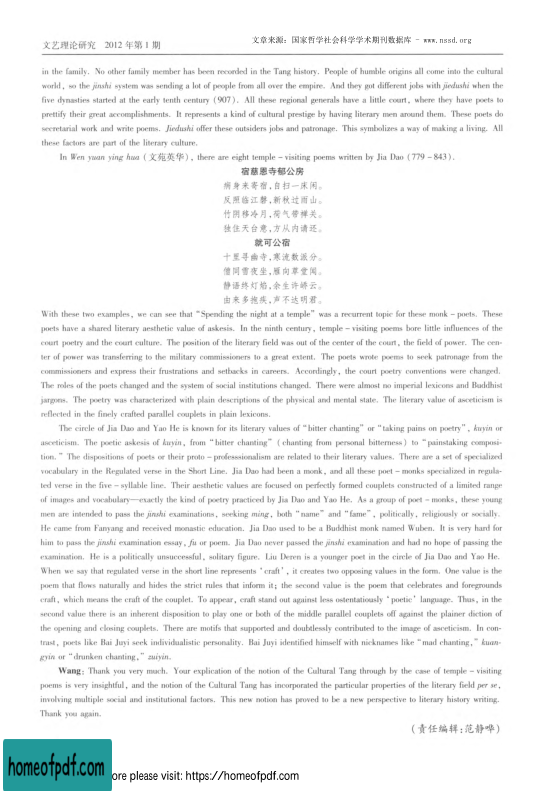 文章来源：国家哲学社会科学学术期刊数据库 - www.nssd.org
文艺理论研究 2012 年第 1 期
in the family. No other family member has been recorded in the Tang history. People of humble origins all come into the cultural
world, so the jinshi system was sending a lot of people from all over the empire. And they got different jobs with jiedushi when the
five dynasties started at the early tenth century (907). All these regional generals have a little court, where they have poets to
prettify their great accomplishments. It represents a kind of cultural prestige by having literary men around them. These poets do
secretarial work and write poems. Jiedushi offer these outsiders jobs and patronage. This symbolizes a way of making a living. All
these factors are part of the literary culture.
In Wen yuan ying hua (文苑英华), there are eight temple - visiting poems written by Jia Dao (779 - 843).
宿慈恩寺郁公房
病身来寄宿,自扫一床闲。
反照临江磬,新秋过雨山。
竹阴移冷月,荷气带禅关。
独住天台意,方从内请还。
就可公宿
十里寻幽寺,寒流数派分。
僧同雪夜坐,雁向草堂闻。
静语终灯焰,余生许峤云。
由来多抱疾,声不达明君。
With these two examples, we can see that "Spending the night at a temple" was a recurrent topic for these monk - poets. These
poets have a shared literary aesthetic value of askesis. In the ninth century, temple - visiting poems bore little influences of the
court poetry and the court culture. The position of the literary field was out of the center of the court, the field of power. The cen-
ter of power was transferring to the military commissioners to a great extent. The poets wrote poems to seek patronage from the
commissioners and express their frustrations and setbacks in careers. Accordingly, the court poetry conventions were changed.
The roles of the poets changed and the system of social institutions changed. There were almost no imperial lexicons and Buddhist
jargons. The poetry was characterized with plain descriptions of the physical and mental state. The literary value of asceticism is
reflected in the finely crafted parallel couplets in plain lexicons.
The circle of Jia Dao and Yao He is known for its literary values of "bitter chanting" or "taking pains on poetry", kuyin or
asceticism. The poetic askesis of kuyin, from "bitter chanting" (chanting from personal bitterness) to "painstaking composi-
tion." The dispositions of poets or their proto - professsionalism are related to their literary values. There are a set of specialized
vocabulary in the Regulated verse in the Short Line. Jia Dao had been a monk, and all these poet - monks specialized in regula-
ted verse in the five - syllable line. Their aesthetic values are focused on perfectly formed couplets constructed of a limited range
of images and vocabulary—exactly the kind of poetry practiced by Jia Dao and Yao He. As a group of poet - monks, these young
men are intended to pass the jinshi examinations, seeking ming, both "name" and "fame", politically, religiously or socially.
He came from Fanyang and received monastic education. Jia Dao used to be a Buddhist monk named Wuben. It is very hard for
him to pass the jinshi examination essay, fu or poem. Jia Dao never passed the jinshi examination and had no hope of passing the
examination. He is a politically unsuccessful, solitary figure. Liu Deren is a younger poet in the circle of Jia Dao and Yao He.
When we say that regulated verse in the short line represents 'craft', it creates two opposing values in the form. One value is the
poem that flows naturally and hides the strict rules that inform it; the second value is the poem that celebrates and foregrounds
craft, which means the craft of the couplet. To appear, craft stand out against less ostentatiously 'poetic' language. Thus, in the
second value there is an inherent disposition to play one or both of the middle parallel couplets off against the plainer diction of
the opening and closing couplets. There are motifs that supported and doubtlessly contributed to the image of asceticism. In con-
trast, poets like Bai Juyi seek individualistic personality. Bai Juyi identified himself with nicknames like "mad chanting," kuan-
gyin or "drunken chanting," zuiyin.
Wang: Thank you very much. Your explication of the notion of the Cultural Tang through by the case of temple - visiting
poems is very insightful, and the notion of the Cultural Tang has incorporated the particular properties of the literary field per se,
involving multiple social and institutional factors. This new notion has proved to be a new perspective to literary history writing.
Thank you again.
(责任编辑:范静哗)
homeofpdf.com
ore please visit: https://homeofpdf.com